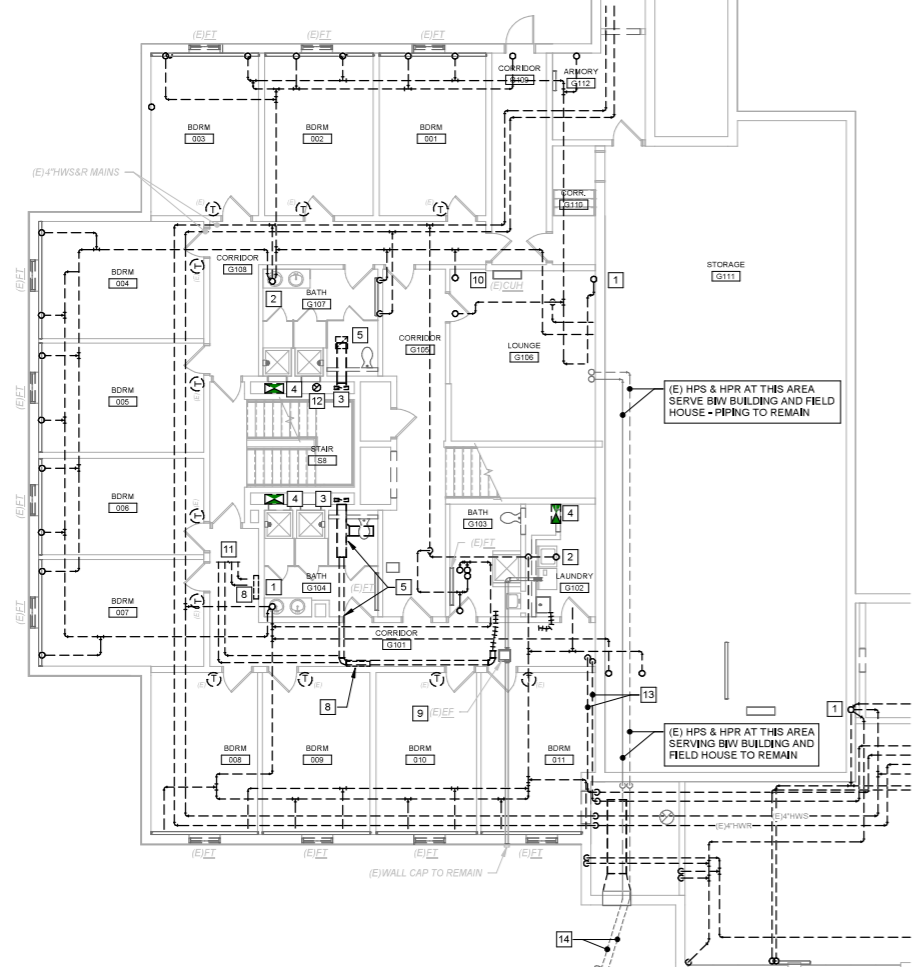 (E)FT
(E)FT
(E)FT
CORRIDOR
G109
ARMORY
G112
BDRM
003
BDRM
002
BDRM
001
(E)4"HWS&R MAINS
CORR.
G110
(E)
T
(E)
T
(E)
T
CORRIDOR
G108
STORAGE
G111
(E)FT
BDRM
004
T
(E)
2
BATH
G107
10
(E)CUH
1
5
CORRIDOR
G105
LOUNGE
G106
(E)FT
BDRM
005
T
(E)
4
12
3
(E) HPS & HPR AT THIS AREA
SERVE BIW BUILDING AND FIELD
HOUSE - PIPING TO REMAIN
STAIR
S8
(E)FT
BDRM
006
(E)
T
4
3
BATH
G103
4
(E)FT
11
8
1
BATH
G104
(E)FT
5
(E)FT
2
LAUNDRY
G102
(E)FT
BDRM
007
CORRIDOR
G101
T
(E)
T
(E)
T
(E)
T
(E)
8
9
(E)EF
13
1
BDRM
008
BDRM
009
BDRM
010
BDRM
011
(E) HPS & HPR AT THIS AREA
SERVING BIW BUILDING AND
FIELD HOUSE TO REMAIN
(E)4"HWS
(E)4"HWR
(E)FT
(E)FT
(E)FT
(E)FT
(E)WALL CAP TO REMAIN
14